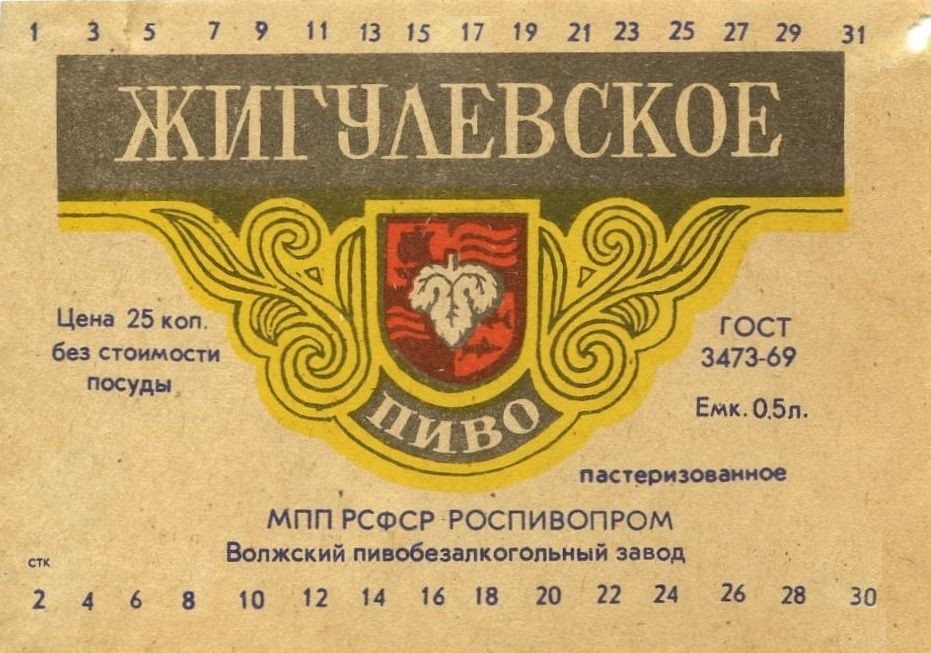 1 3 5 7 9 11 13 15 17 19 21 23 25 27 29 31
ЖИГУЛЕВСКОЕ
Цена 25 коп.
без стоимости
посуды
ГОСТ
3473-69
Емк. 0,5л.
ПИВО
пастеризованное
МПП РСФСР РОСПИВОПРОМ
Волжский пивобезалкогольный завод
стк
2 4 6 8 10 12 14 16 18 20 22 24 26 28 30